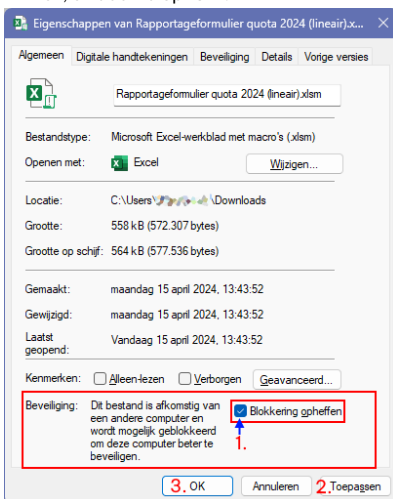 Eigenschappen van Rapportageformulier quota 2024 (lineair).x...
Algemeen Digitale handtekeningen Beveiliging Details Vorige versies
Rapportageformulier quota 2024 (lineair).xlsm
Bestandstype: Microsoft Excel-werkblad met macro's (.xlsm)
Openen met: Excel Wijzigen...
Locatie: C:\Users\ \Downloads
Grootte: 558 kB (572.307 bytes)
Grootte op schijf: 564 kB (577.536 bytes)
Gemaakt: maandag 15 april 2024, 13:43:52
Gewijzigd: maandag 15 april 2024, 13:43:52
Laatst geopend: Vandaag 15 april 2024, 13:43:52
Kenmerken: Alleen-lezen Verborgen Geavanceerd...
Beveiliging: Dit bestand is afkomstig van
een andere computer en
wordt mogelijk geblokkeerd
om deze computer beter te
beveiligen.
Blokkering opheffen
1.
3. OK Annuleren 2. Toepassen